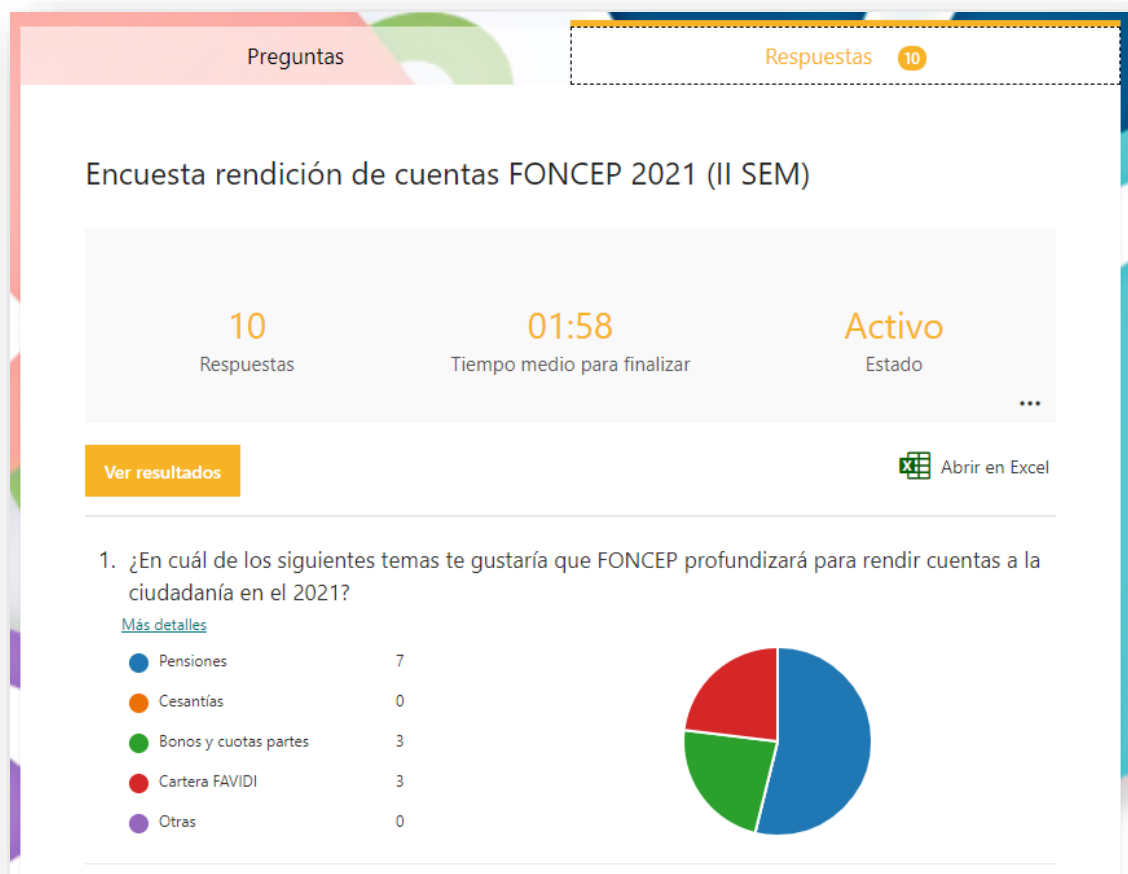 Preguntas
Respuestas 10
Encuesta rendición de cuentas FONCEP 2021 (II SEM)
10 01:58 Activo
Respuestas Tiempo medio para finalizar Estado
Ver resultados
Abrir en Excel
1. ¿En cuál de los siguientes temas te gustaría que FONCEP profundizará para rendir cuentas a la
ciudadanía en el 2021?
Más detalles
Pensiones 7
Cesantías 0
Bonos y cuotas partes 3
Cartera FAVIDI 3
Otras 0